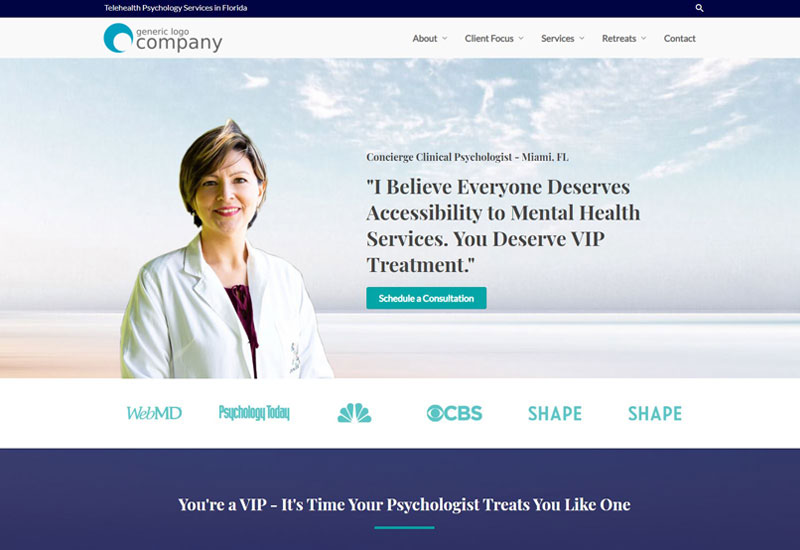 Telehealth Psychology Services in Florida
generic logo
company
About
Client Focus
Services
Retreats
Contact
Concierge Clinical Psychologist - Miami, FL
"I Believe Everyone Deserves
Accessibility to Mental Health
Services. You Deserve VIP
Treatment."
Schedule a Consultation
WebMD
Psychology Today
CBS
SHAPE
SHAPE
You're a VIP - It's Time Your Psychologist Treats You Like One